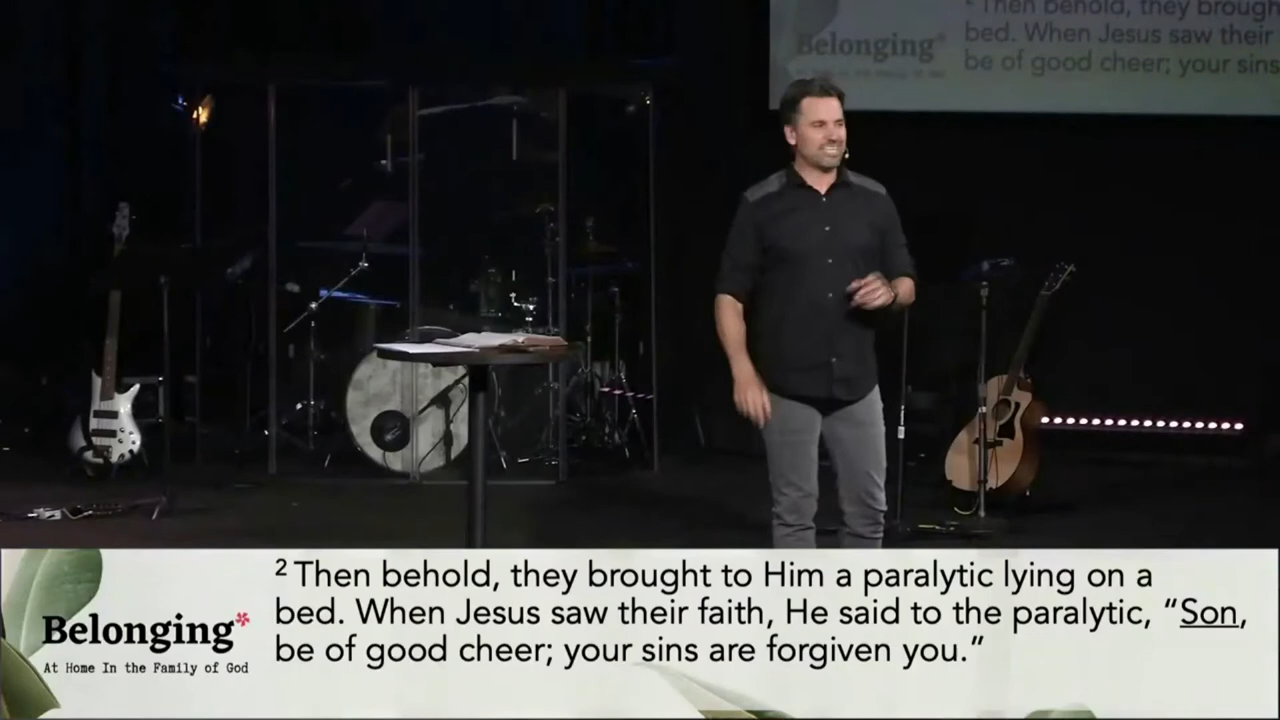 ² Then behold, they brough
Belonging*
bed. When Jesus saw their
be of good cheer; your sins
² Then behold, they brought to Him a paralytic lying on a
bed. When Jesus saw their faith, He said to the paralytic, “Son,
be of good cheer; your sins are forgiven you.”
Belonging*
At Home In the Family of God